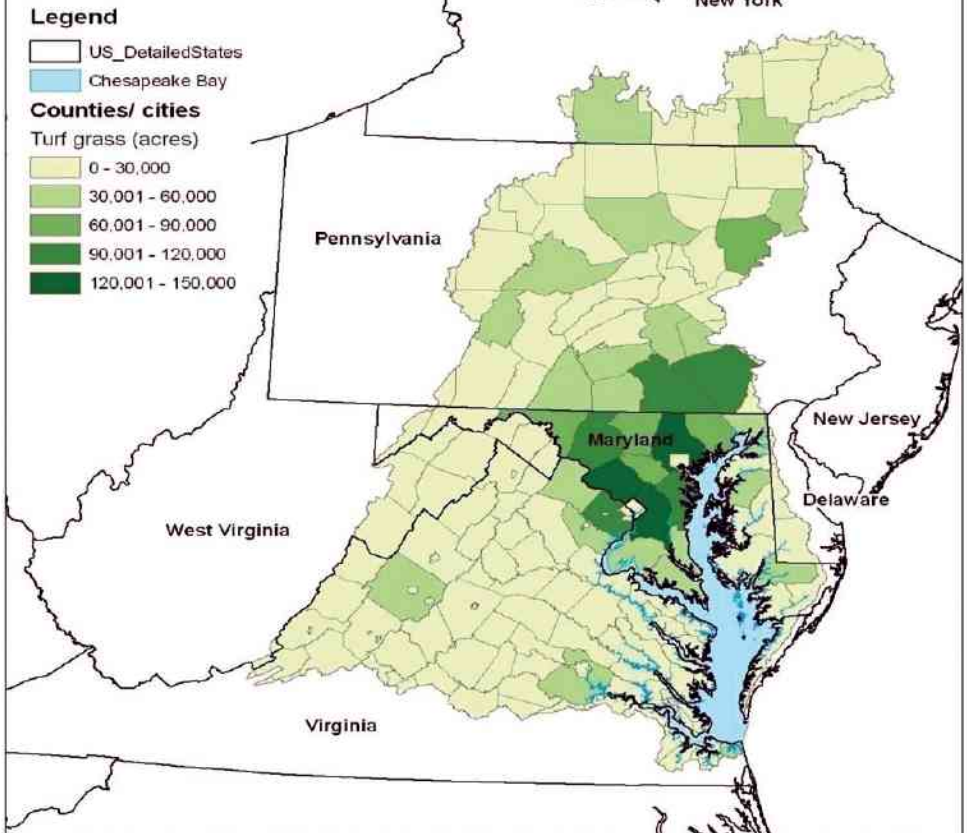 New York
Legend
US_DetailedStates
Chesapeake Bay
Counties/ cities
Turf grass (acres)
0 - 30,000
30,001 - 60,000
60,001 - 90,000
90,001 - 120,000
120,001 - 150,000
Pennsylvania
New Jersey
Maryland
Delaware
West Virginia
Virginia